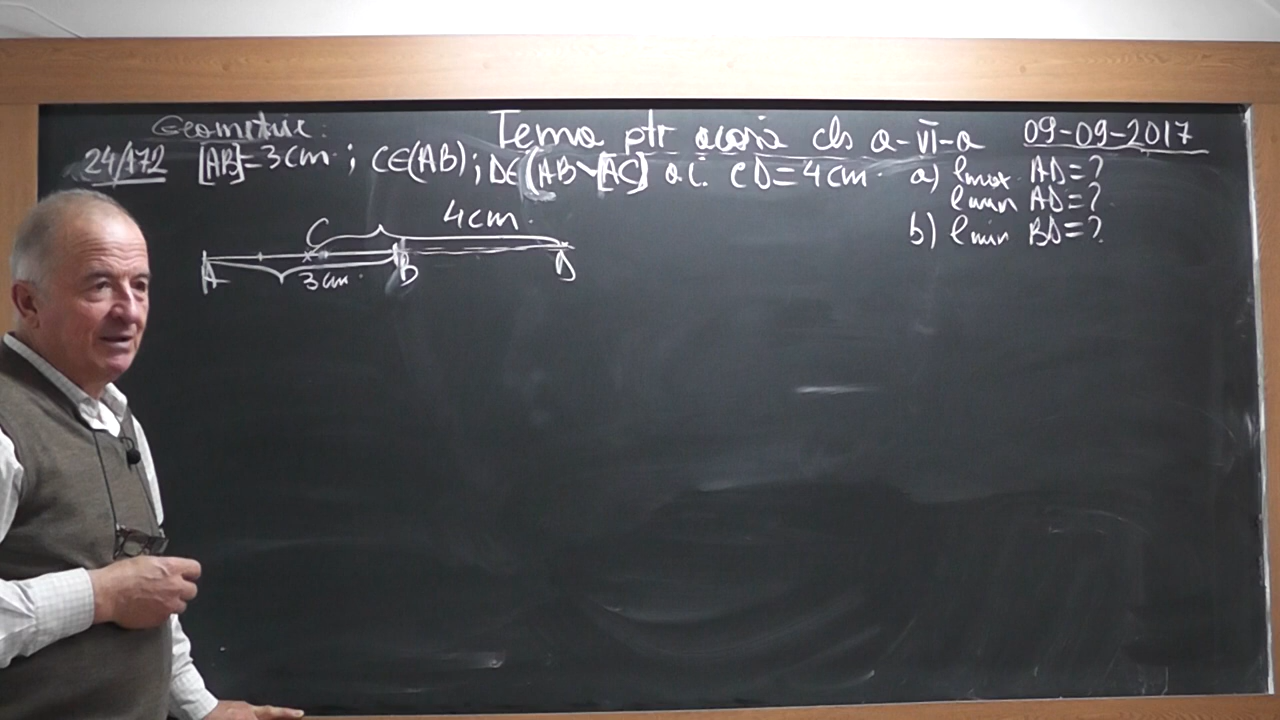 Geometrie: Tema ptr acasă cls a-VI-a 09-09-2017
24/172 [AB]=3cm; C∈(AB); D∈(AB\[AC] a.î. CD=4cm. a) lmax AD=?
lmin AD=?
b) lmin BD=?
C 4cm.
A 3cm. B D